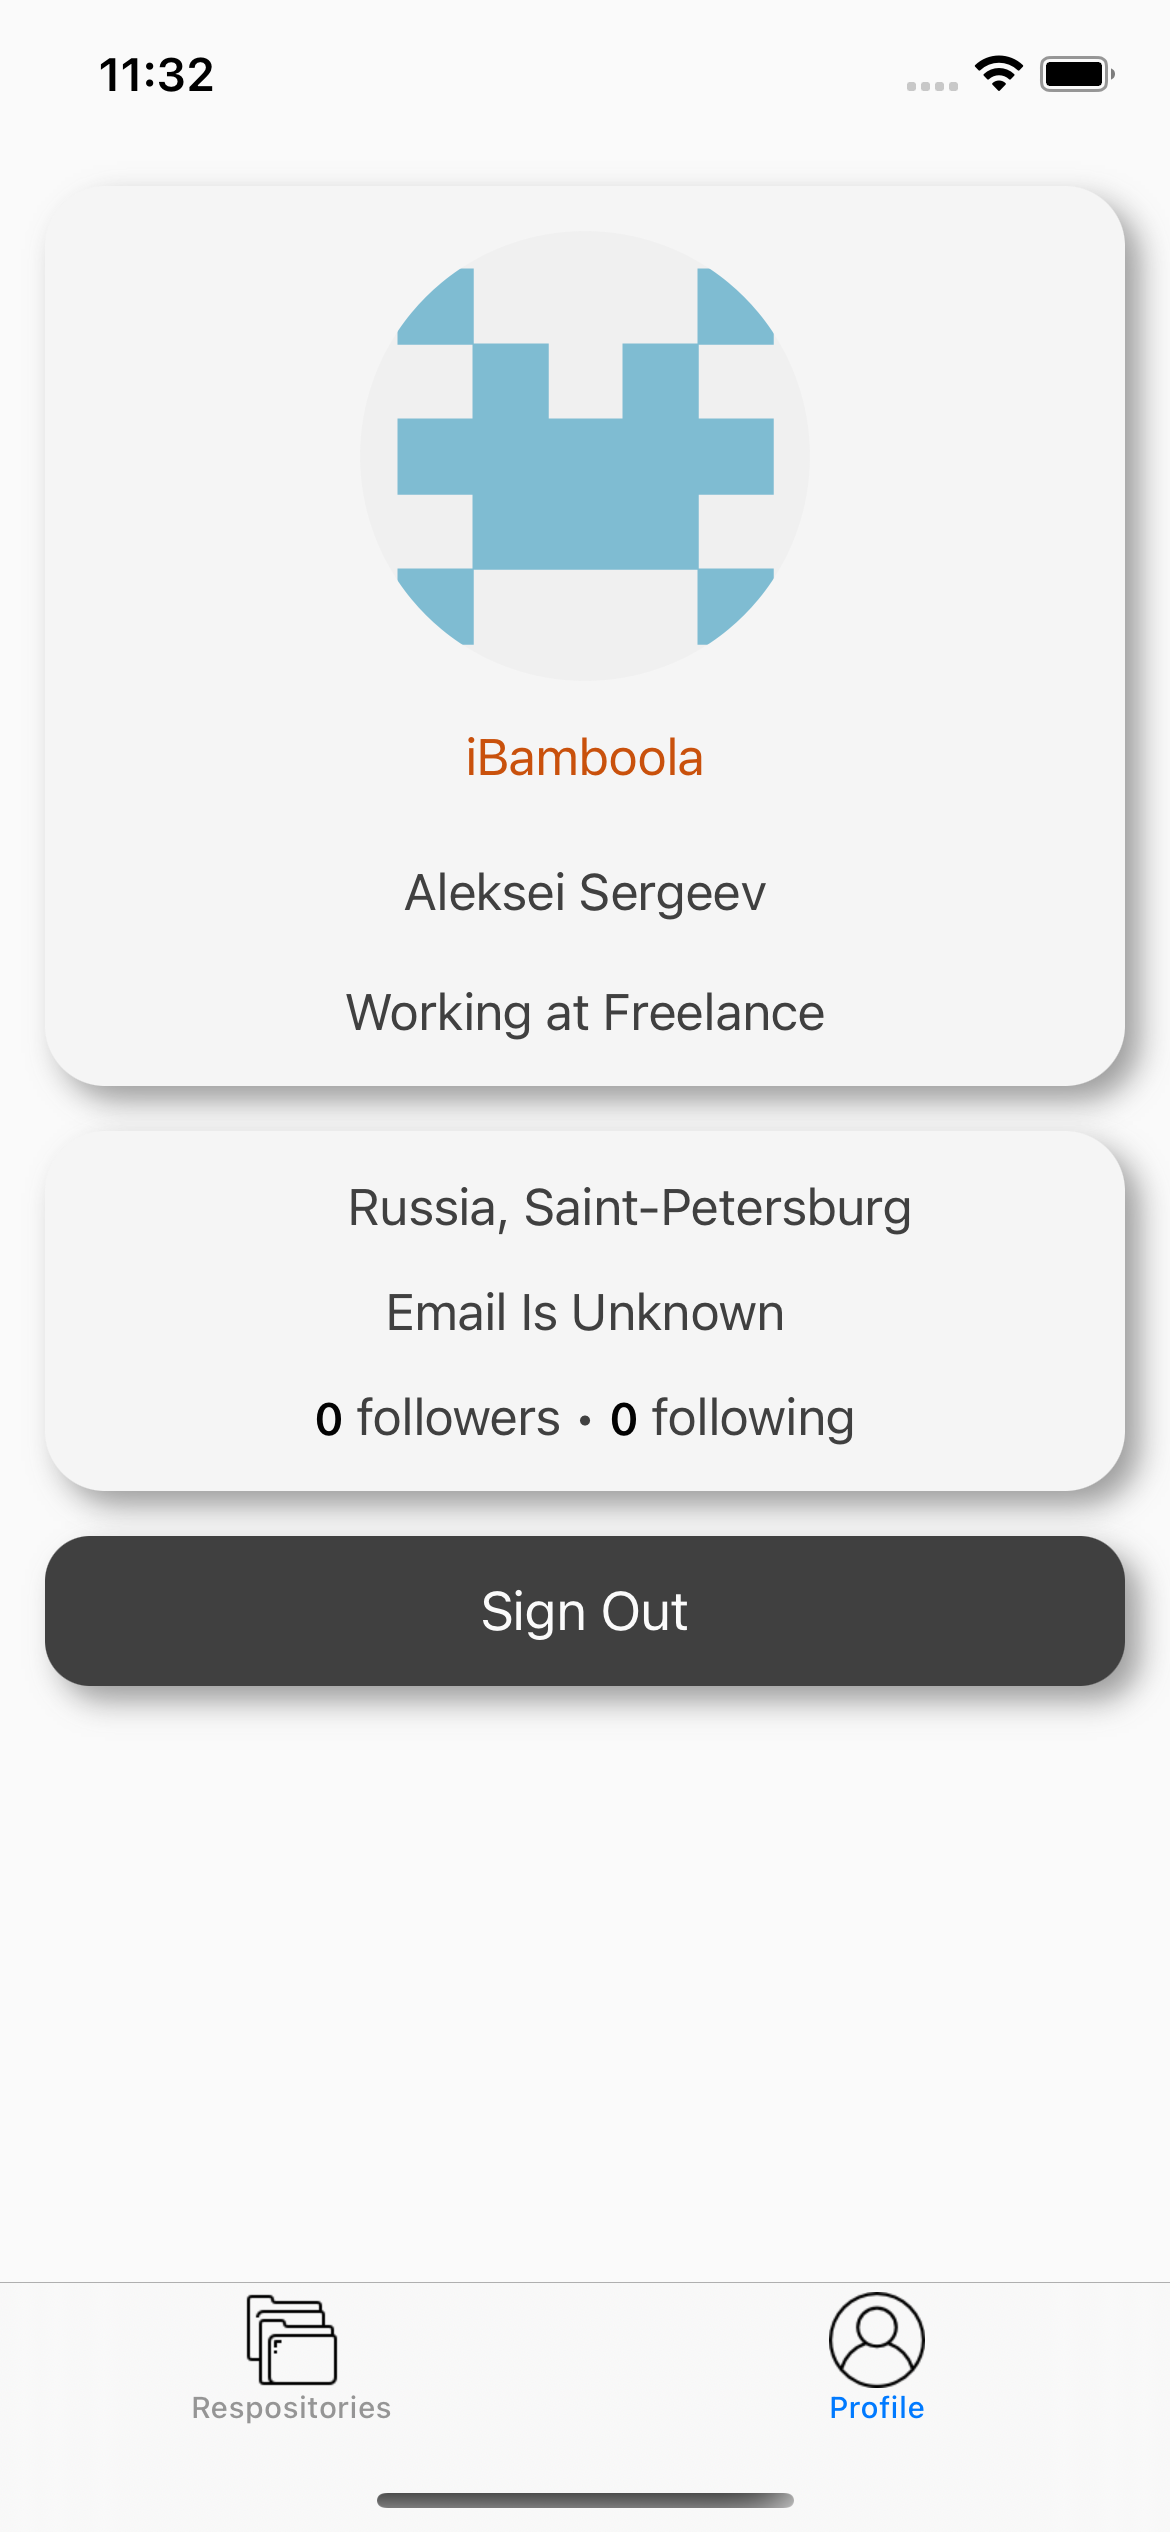 11:32
iBamboola
Aleksei Sergeev
Working at Freelance
Russia, Saint-Petersburg
Email Is Unknown
0 followers • 0 following
Sign Out
Respositories
Profile